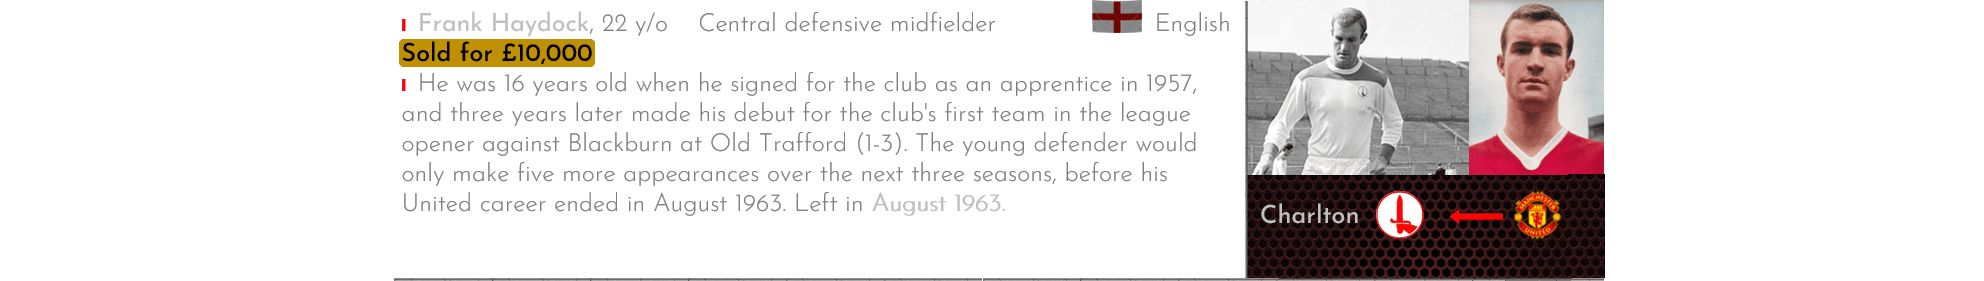 Frank Haydock, 22 y/o Central defensive midfielder English
Sold for £10,000
He was 16 years old when he signed for the club as an apprentice in 1957,
and three years later made his debut for the club's first team in the league
opener against Blackburn at Old Trafford (1-3). The young defender would
only make five more appearances over the next three seasons, before his
United career ended in August 1963. Left in August 1963.
Charlton
MANCHESTER
UNITED